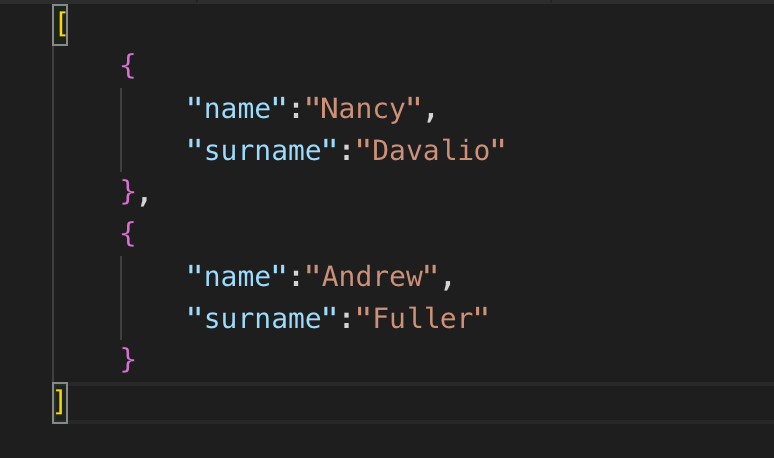 [
    {
        "name":"Nancy",
        "surname":"Davalio"
    },
    {
        "name":"Andrew",
        "surname":"Fuller"
    }
]